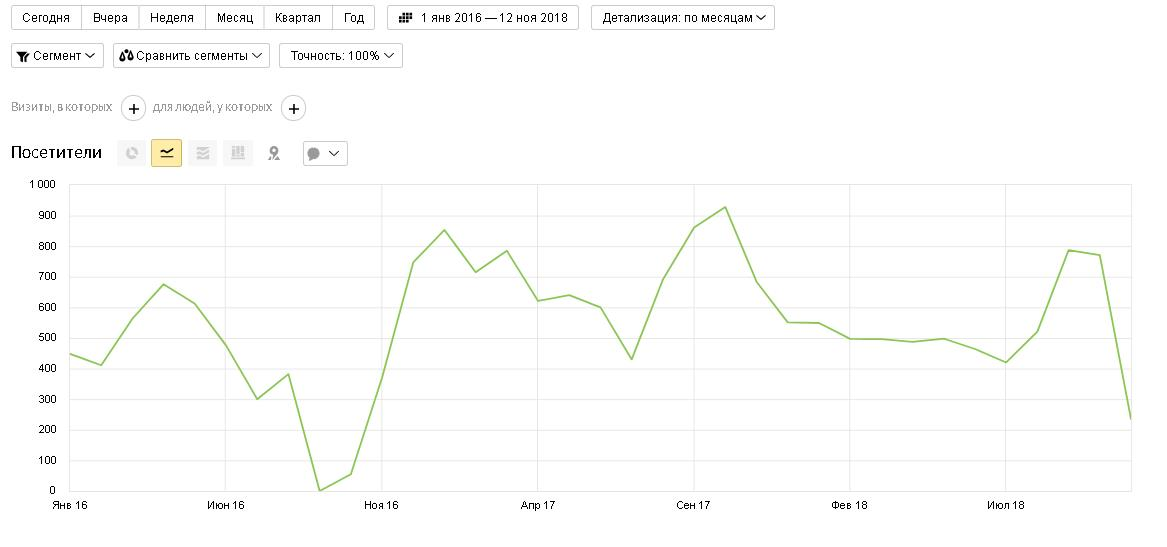 Сегодня Вчера Неделя Месяц Квартал Год 1 янв 2016 — 12 ноя 2018 Детализация: по месяцам
Сегмент Сравнить сегменты Точность: 100%
Визиты, в которых + для людей, у которых +
Посетители
1 000
900
800
700
600
500
400
300
200
100
0
Янв 16 Июн 16 Ноя 16 Апр 17 Сен 17 Фев 18 Июл 18